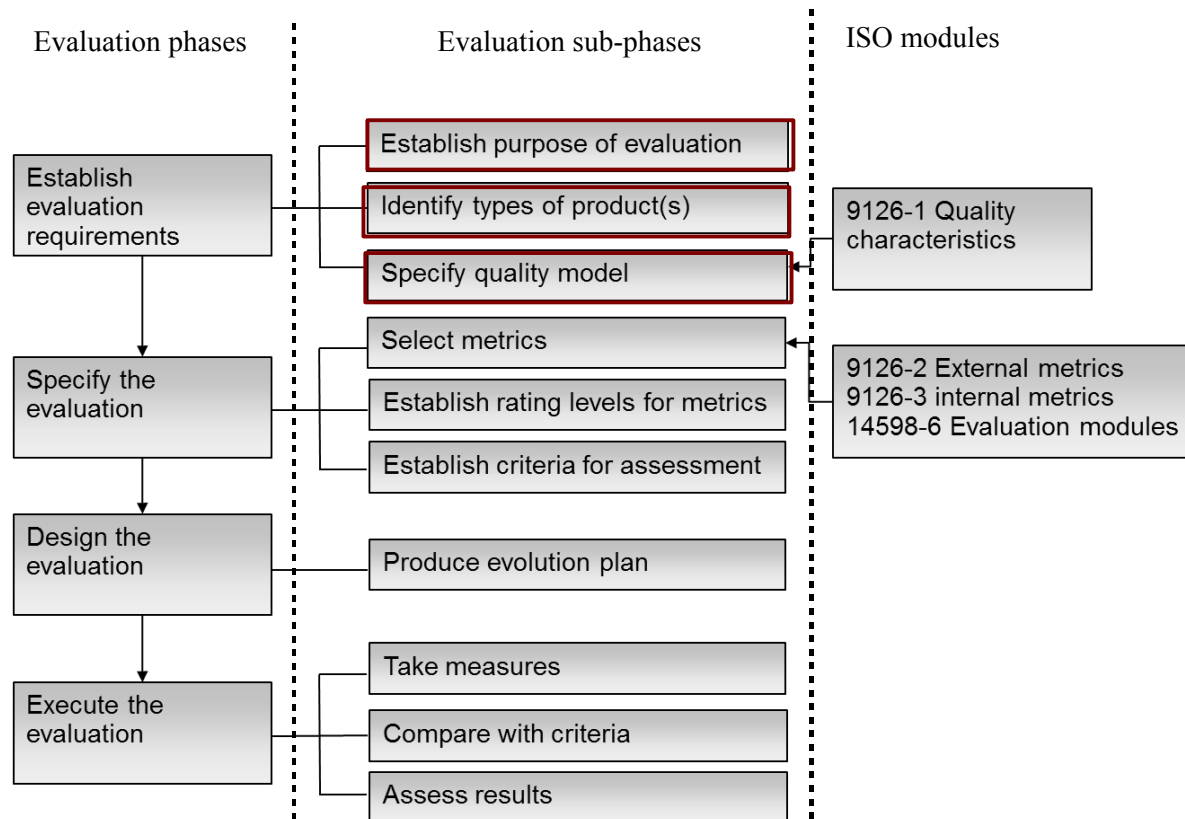 Evaluation phases
Evaluation sub-phases
ISO modules
Establish
evaluation
requirements
Establish purpose of evaluation
Identify types of product(s)
Specify quality model
9126-1 Quality
characteristics
Specify the
evaluation
Select metrics
Establish rating levels for metrics
Establish criteria for assessment
9126-2 External metrics
9126-3 internal metrics
14598-6 Evaluation modules
Design the
evaluation
Produce evolution plan
Execute the
evaluation
Take measures
Compare with criteria
Assess results